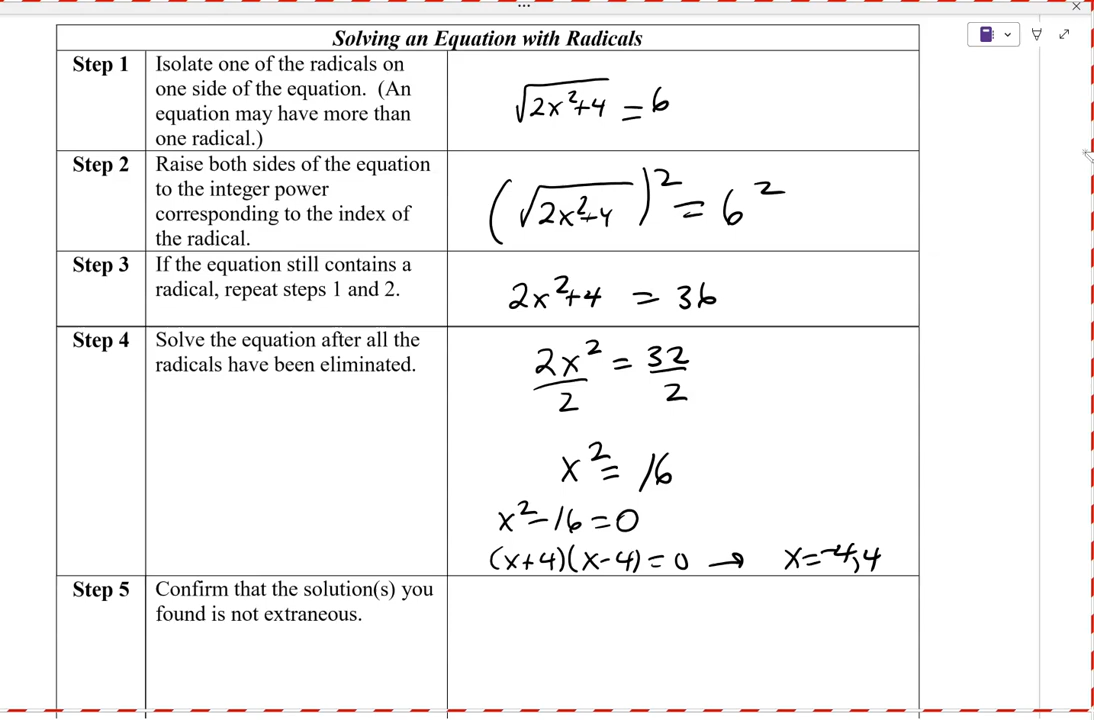 Solving an Equation with Radicals
Step 1
Isolate one of the radicals on
one side of the equation. (An
equation may have more than
one radical.)
√(2x²+4) = 6
Step 2
Raise both sides of the equation
to the integer power
corresponding to the index of
the radical.
(√(2x²+4))² = 6²
Step 3
If the equation still contains a
radical, repeat steps 1 and 2.
2x²+4 = 36
Step 4
Solve the equation after all the
radicals have been eliminated.
2x²/2 = 32/2
x² = 16
x²-16=0
(x+4)(x-4)=0 → x=-4,4
Step 5
Confirm that the solution(s) you
found is not extraneous.